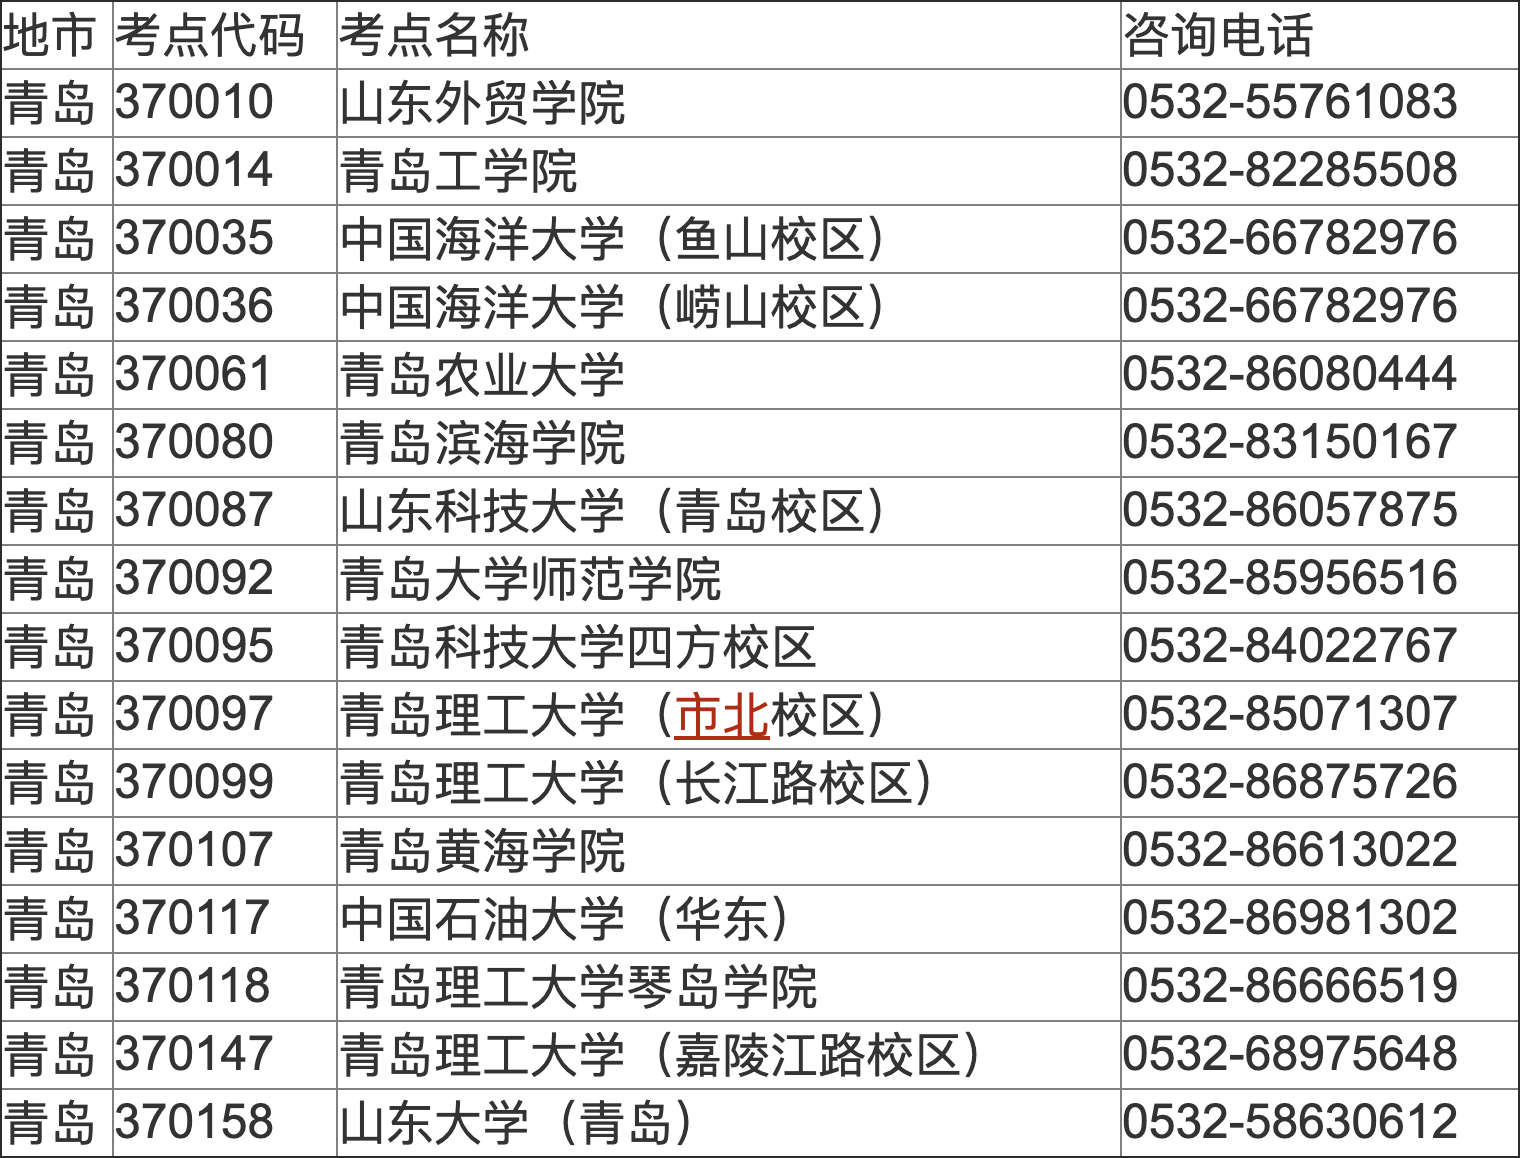 地市 考点代码 考点名称 咨询电话
青岛 370010 山东外贸学院 0532-55761083
青岛 370014 青岛工学院 0532-82285508
青岛 370035 中国海洋大学（鱼山校区） 0532-66782976
青岛 370036 中国海洋大学（崂山校区） 0532-66782976
青岛 370061 青岛农业大学 0532-86080444
青岛 370080 青岛滨海学院 0532-83150167
青岛 370087 山东科技大学（青岛校区） 0532-86057875
青岛 370092 青岛大学师范学院 0532-85956516
青岛 370095 青岛科技大学四方校区 0532-84022767
青岛 370097 青岛理工大学（市北校区） 0532-85071307
青岛 370099 青岛理工大学（长江路校区） 0532-86875726
青岛 370107 青岛黄海学院 0532-86613022
青岛 370117 中国石油大学（华东） 0532-86981302
青岛 370118 青岛理工大学琴岛学院 0532-86666519
青岛 370147 青岛理工大学（嘉陵江路校区） 0532-68975648
青岛 370158 山东大学（青岛） 0532-58630612